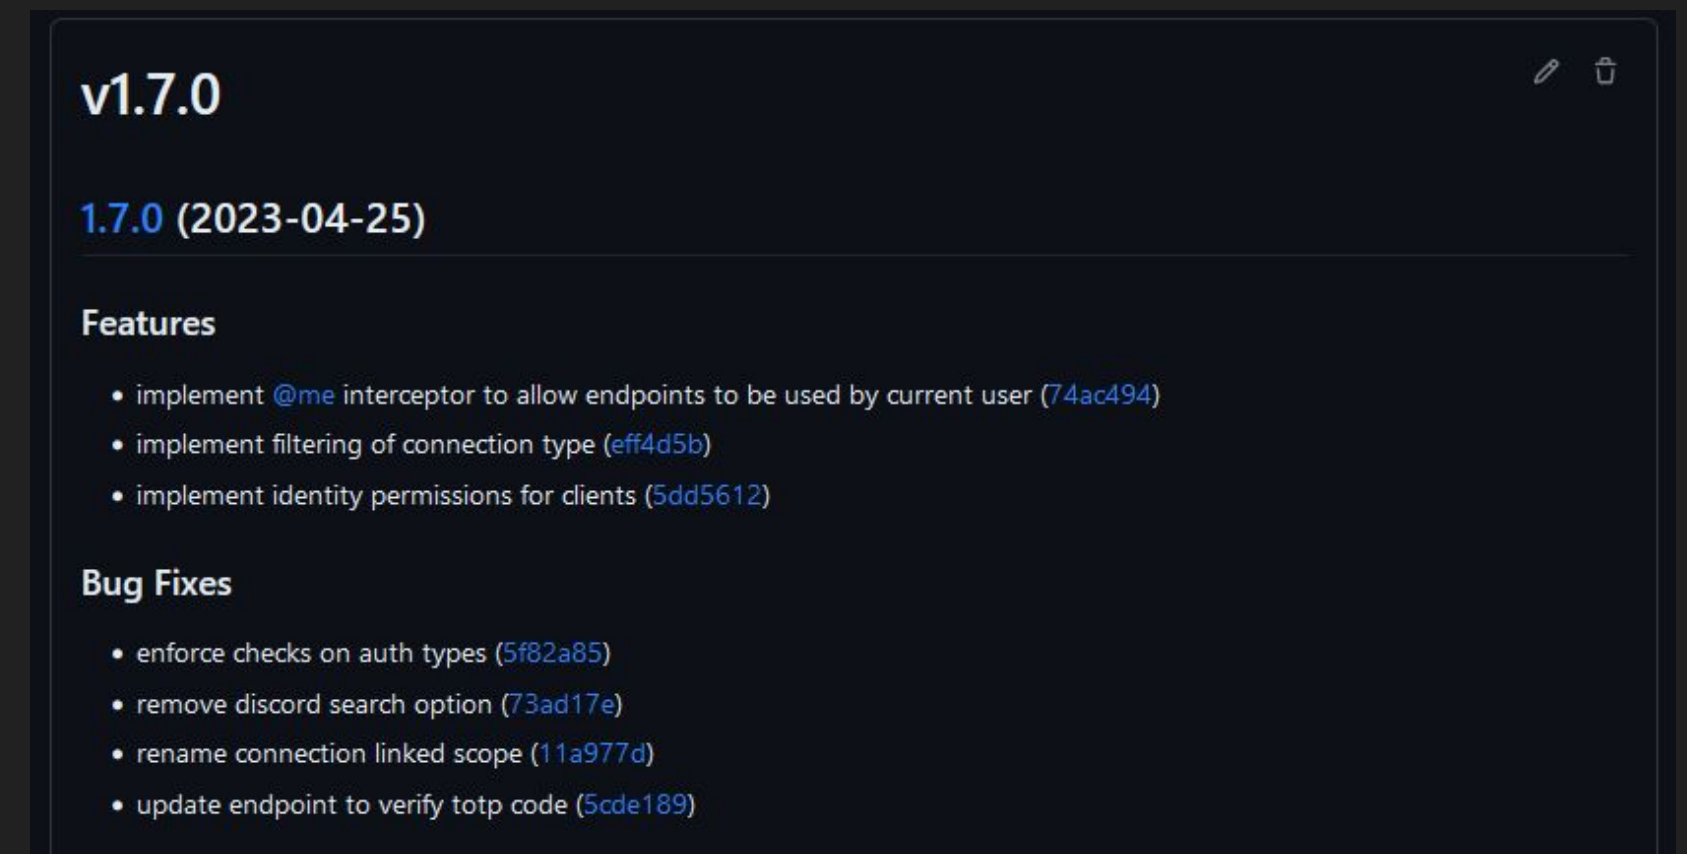 v1.7.0
1.7.0 (2023-04-25)
Features
• implement @me interceptor to allow endpoints to be used by current user (74ac494)
• implement filtering of connection type (eff4d5b)
• implement identity permissions for clients (5dd5612)
Bug Fixes
• enforce checks on auth types (5f82a85)
• remove discord search option (73ad17e)
• rename connection linked scope (11a977d)
• update endpoint to verify totp code (5cde189)